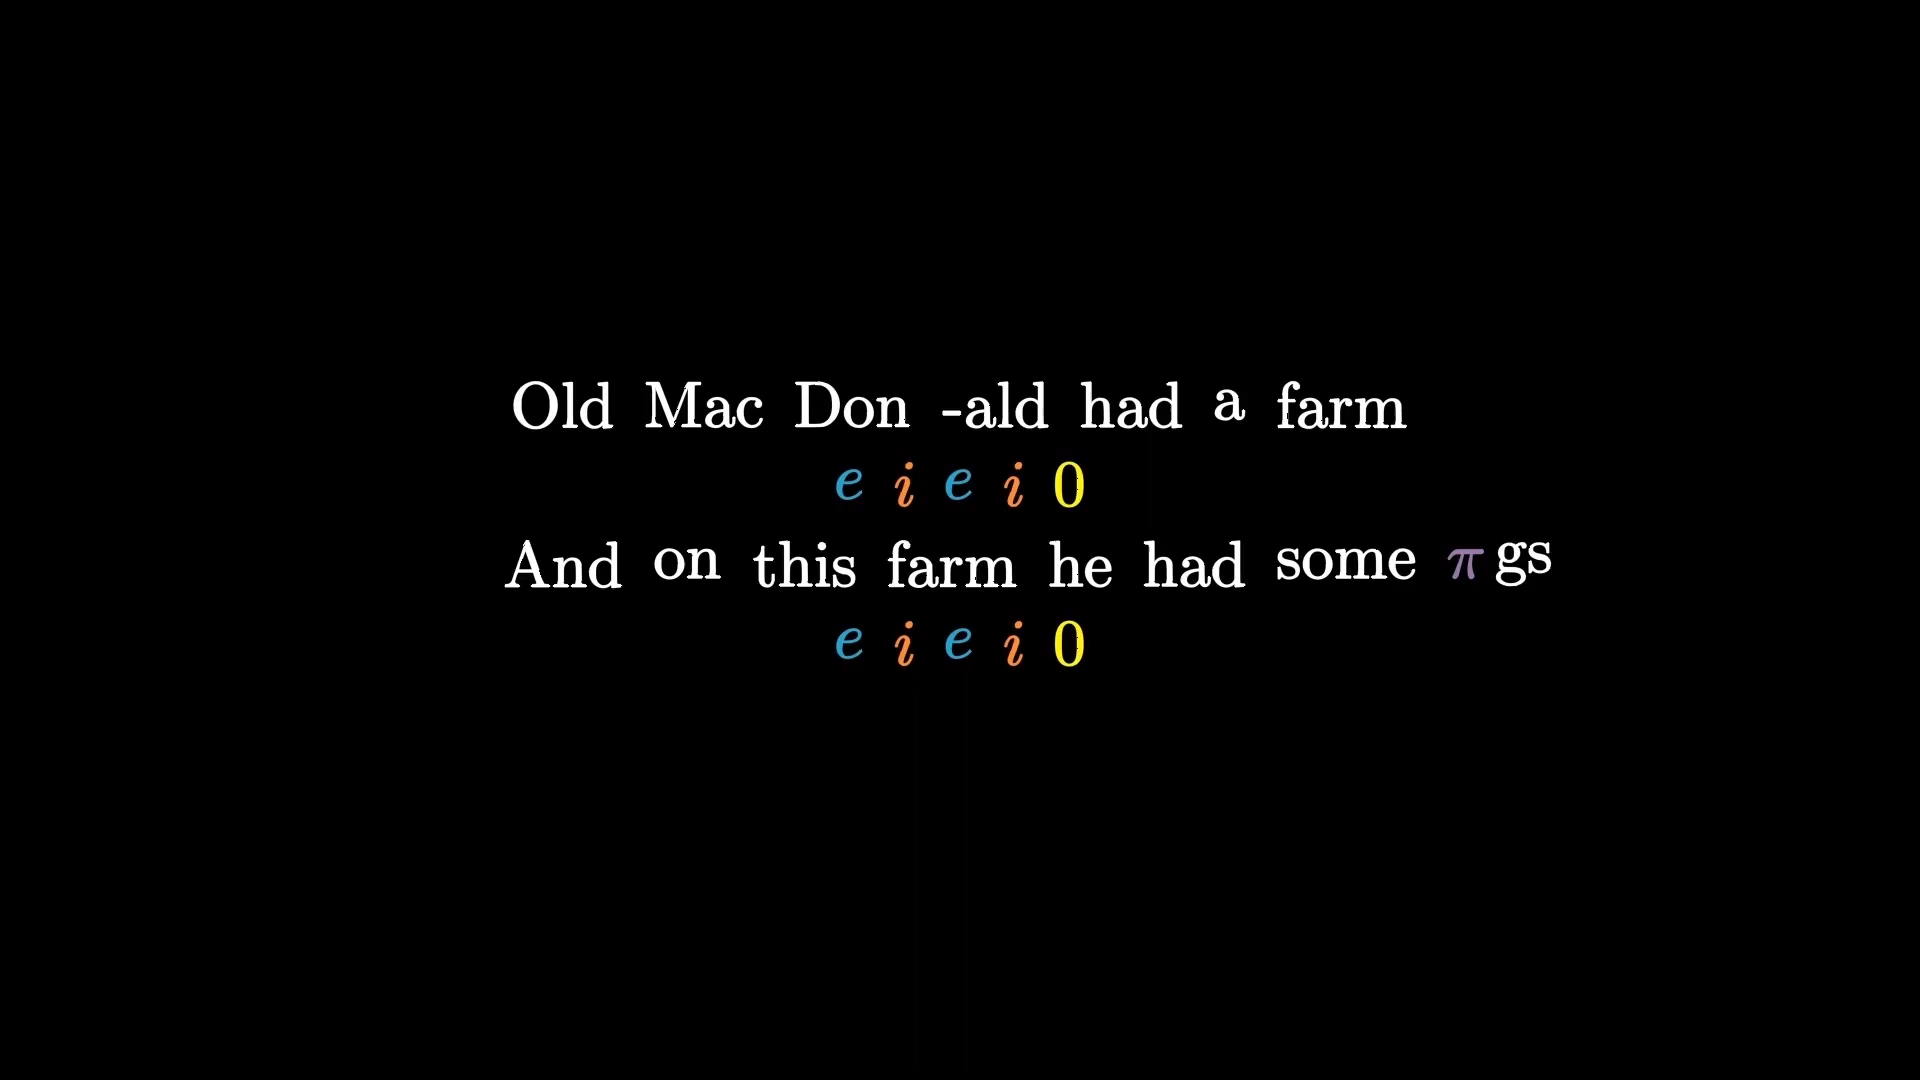 Old Mac Don -ald had a farm
e i e i 0
And on this farm he had some π gs
e i e i 0